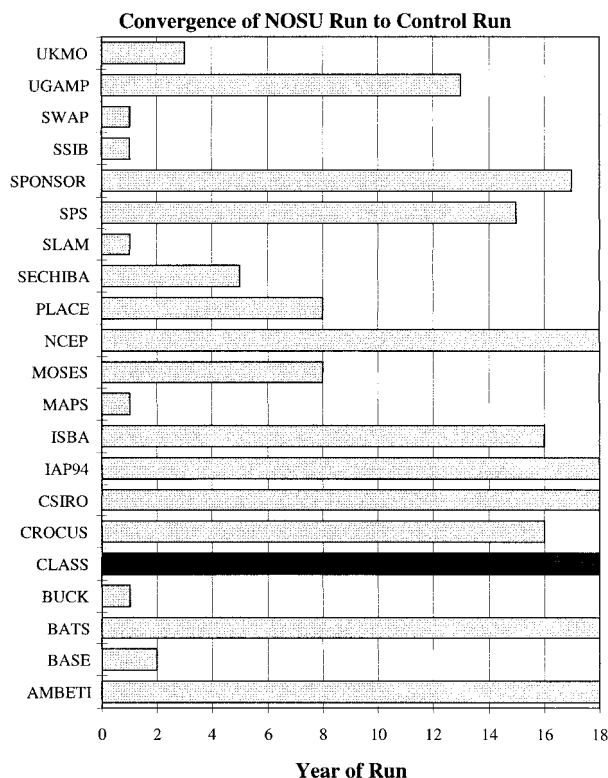 Convergence of NOSU Run to Control Run
UKMO
UGAMP
SWAP
SSIB
SPONSOR
SPS
SLAM
SECHIBA
PLACE
NCEP
MOSES
MAPS
ISBA
IAP94
CSIRO
CROCUS
CLASS
BUCK
BATS
BASE
AMBETI
0 2 4 6 8 10 12 14 16 18
Year of Run